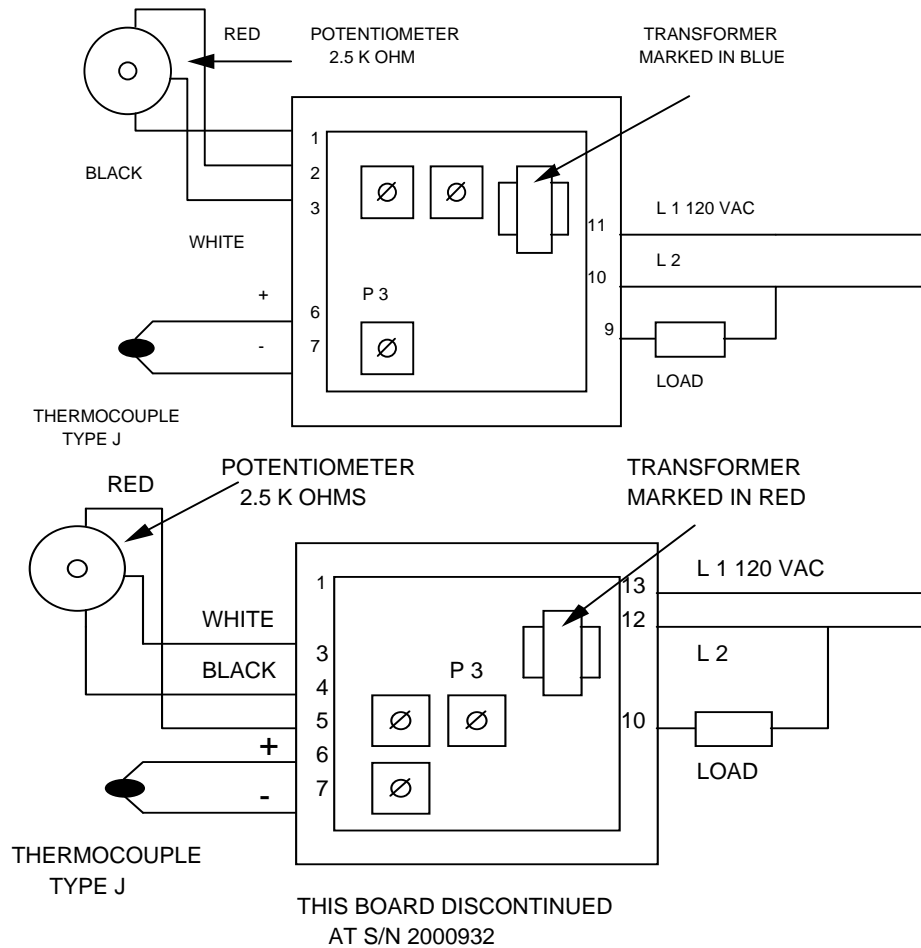 RED
POTENTIOMETER
2.5 K OHM
TRANSFORMER
MARKED IN BLUE
1
BLACK
2
3
WHITE
11
L 1 120 VAC
L 2
10
+
P 3
6
9
-
7
LOAD
THERMOCOUPLE
TYPE J
RED
POTENTIOMETER
2.5 K OHMS
TRANSFORMER
MARKED IN RED
1
13
L 1 120 VAC
12
WHITE
3
L 2
BLACK
4
P 3
5
10
+
6
LOAD
-
7
THERMOCOUPLE
TYPE J
THIS BOARD DISCONTINUED
AT S/N 2000932